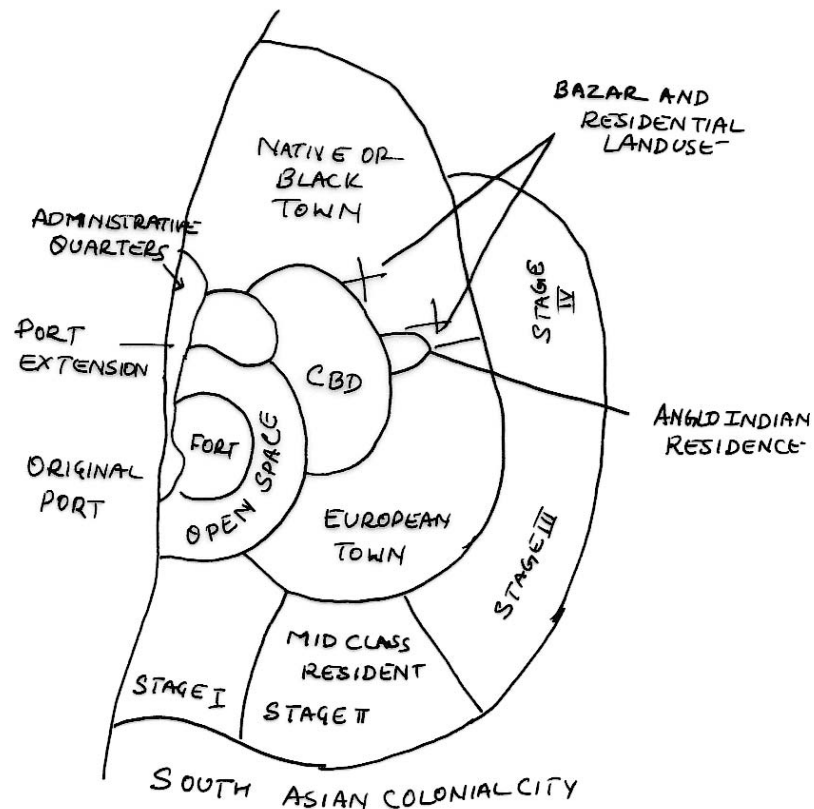 BAZAR AND
RESIDENTIAL
LANDUSE
NATIVE OR
BLACK
TOWN
ADMINISTRATIVE
QUARTERS
STAGE
IV
PORT
EXTENSION
CBD
ANGLO INDIAN
RESIDENCE
FORT
OPEN SPACE
ORIGINAL
PORT
EUROPEAN
TOWN
STAGE III
MID CLASS
RESIDENT
STAGE I
STAGE II
SOUTH ASIAN COLONIAL CITY